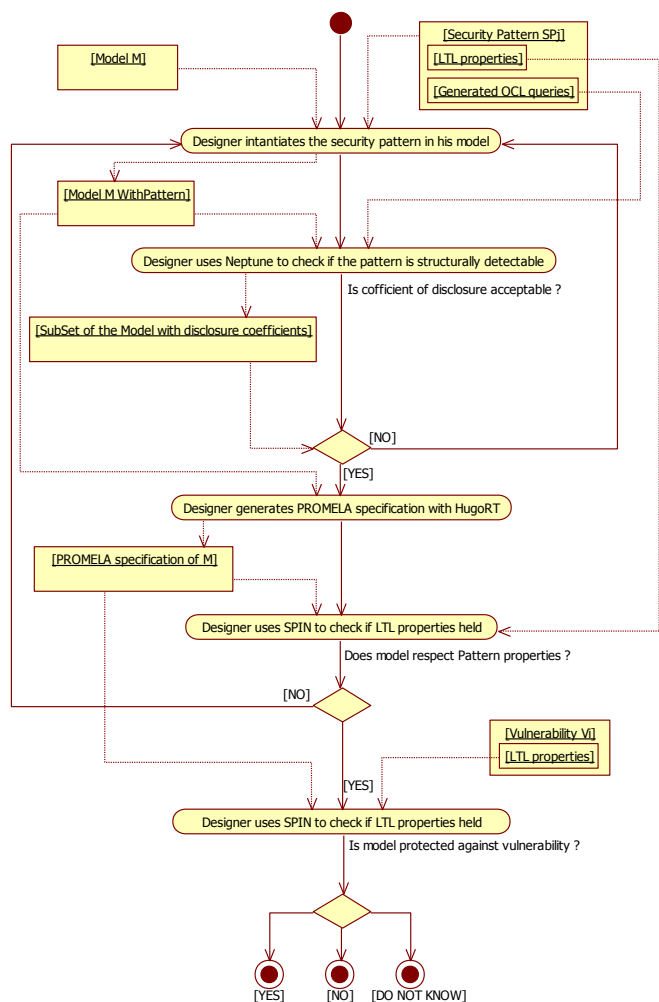 [Security Pattern SPj]
[Model M]
[LTL properties]
[Generated OCL queries]
Designer intantiates the security pattern in his model
[Model M WithPattern]
Designer uses Neptune to check if the pattern is structurally detectable
Is cofficient of disclosure acceptable ?
[SubSet of the Model with disclosure coefficients]
[NO]
[YES]
Designer generates PROMELA specification with HugoRT
[PROMELA specification of M]
Designer uses SPIN to check if LTL properties held
Does model respect Pattern properties ?
[NO]
[Vulnerability Vi]
[LTL properties]
[YES]
Designer uses SPIN to check if LTL properties held
Is model protected against vulnerability ?
[YES]
[NO]
[DO NOT KNOW]